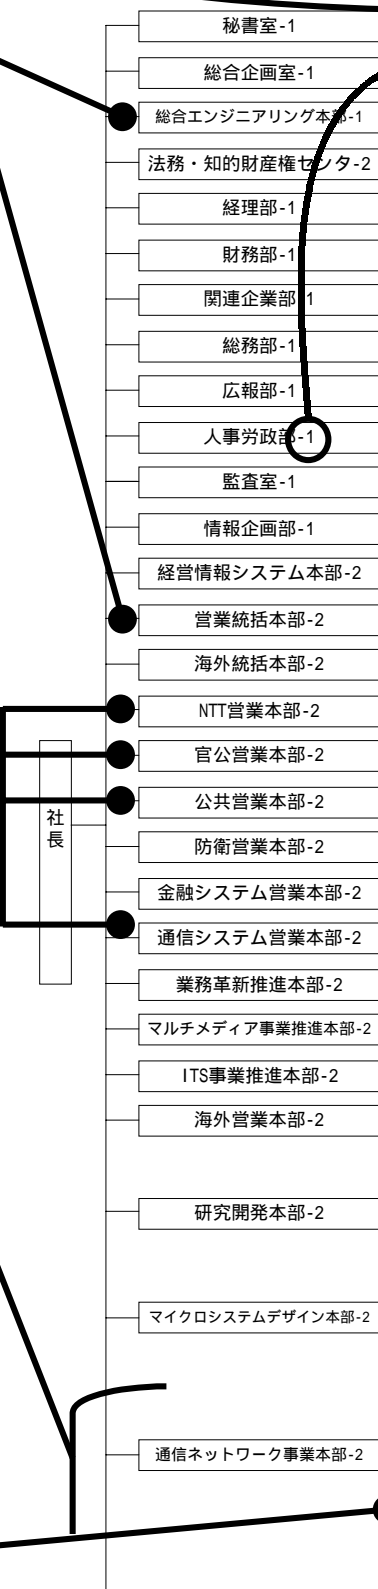 秘書室-1
総合企画室-1
総合エンジニアリング本部-1
法務・知的財産権センタ-2
経理部-1
財務部-1
関連企業部-1
総務部-1
広報部-1
人事労政部-1
監査室-1
情報企画部-1
経営情報システム本部-2
営業統括本部-2
海外統括本部-2
NTT営業本部-2
官公営業本部-2
公共営業本部-2
社長
防衛営業本部-2
金融システム営業本部-2
通信システム営業本部-2
業務革新推進本部-2
マルチメディア事業推進本部-2
ITS事業推進本部-2
海外営業本部-2
研究開発本部-2
マイクロシステムデザイン本部-2
通信ネットワーク事業本部-2